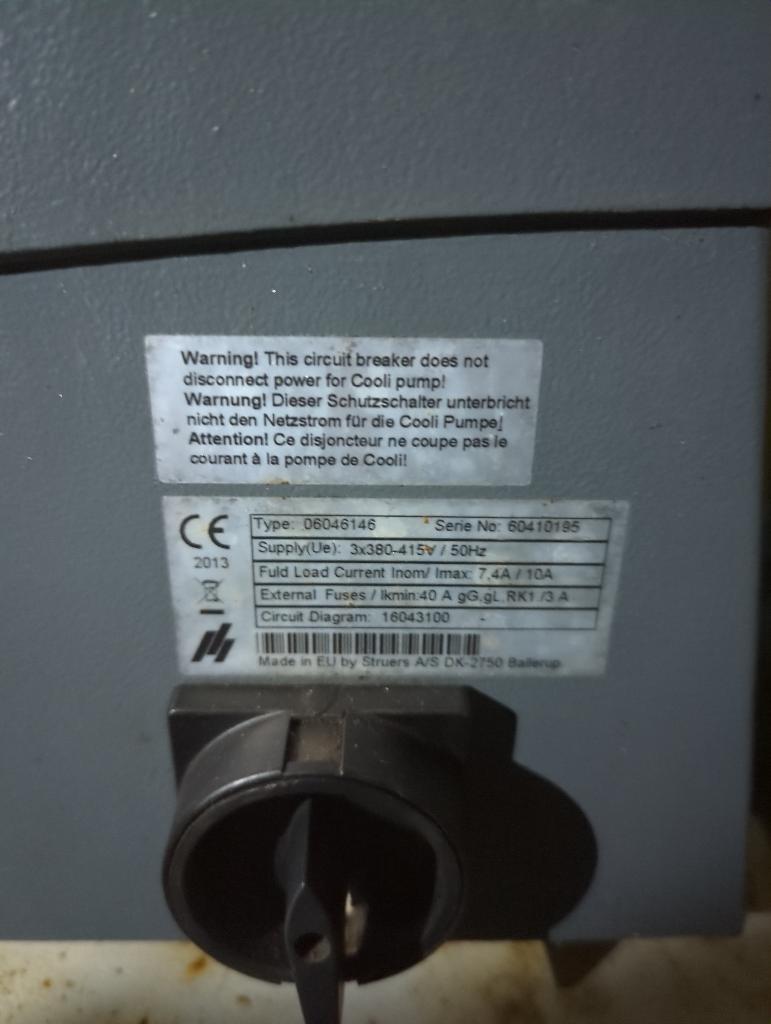 Warning! This circuit breaker does not
disconnect power for Cooli pump!
Warnung! Dieser Schutzschalter unterbricht
nicht den Netzstrom für die Cooli Pumpe!
Attention! Ce disjoncteur ne coupe pas le
courant à la pompe de Cooli!
CE
2013
Type: 06046146 Serie No: 60410195
Supply(Ue): 3x380-415V / 50Hz
Fuld Load Current Inom/ Imax: 7,4A / 10A
External Fuses / Ikmin:40 A gG,gL,RK1 /3 A
Circuit Diagram: 16043100 -
Made in EU by Struers A/S DK-2750 Ballerup